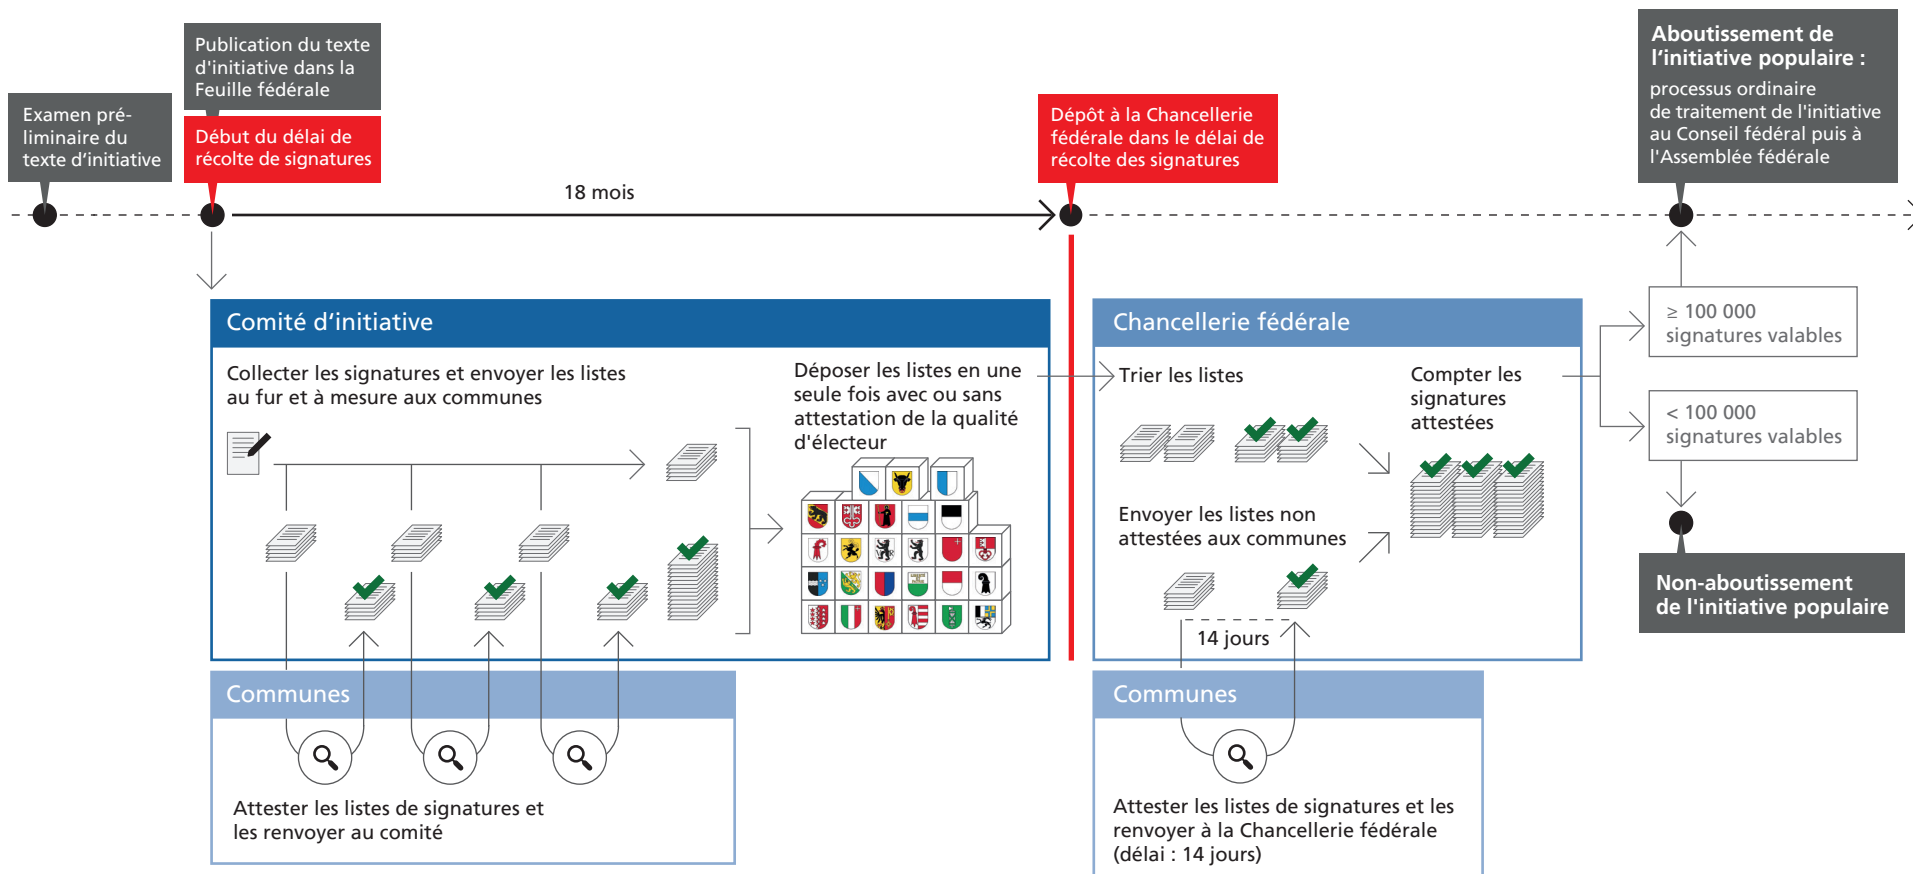 Examen pré-
liminaire du
texte d’initiative
Publication du texte
d'initiative dans la
Feuille fédérale
Début du délai de
récolte de signatures
18 mois
Dépôt à la Chancellerie
fédérale dans le délai de
récolte des signatures
Aboutissement de
l‘initiative populaire :
processus ordinaire
de traitement de l'initiative
au Conseil fédéral puis à
l'Assemblée fédérale
Comité d‘initiative
Collecter les signatures et envoyer les listes
au fur et à mesure aux communes
Déposer les listes en une
seule fois avec ou sans
attestation de la qualité
d'électeur
Communes
Attester les listes de signatures et
les renvoyer au comité
Chancellerie fédérale
Trier les listes
Envoyer les listes non
attestées aux communes
14 jours
Compter les
signatures
attestées
Communes
Attester les listes de signatures et les
renvoyer à la Chancellerie fédérale
(délai : 14 jours)
≥ 100 000
signatures valables
< 100 000
signatures valables
Non-aboutissement
de l'initiative populaire